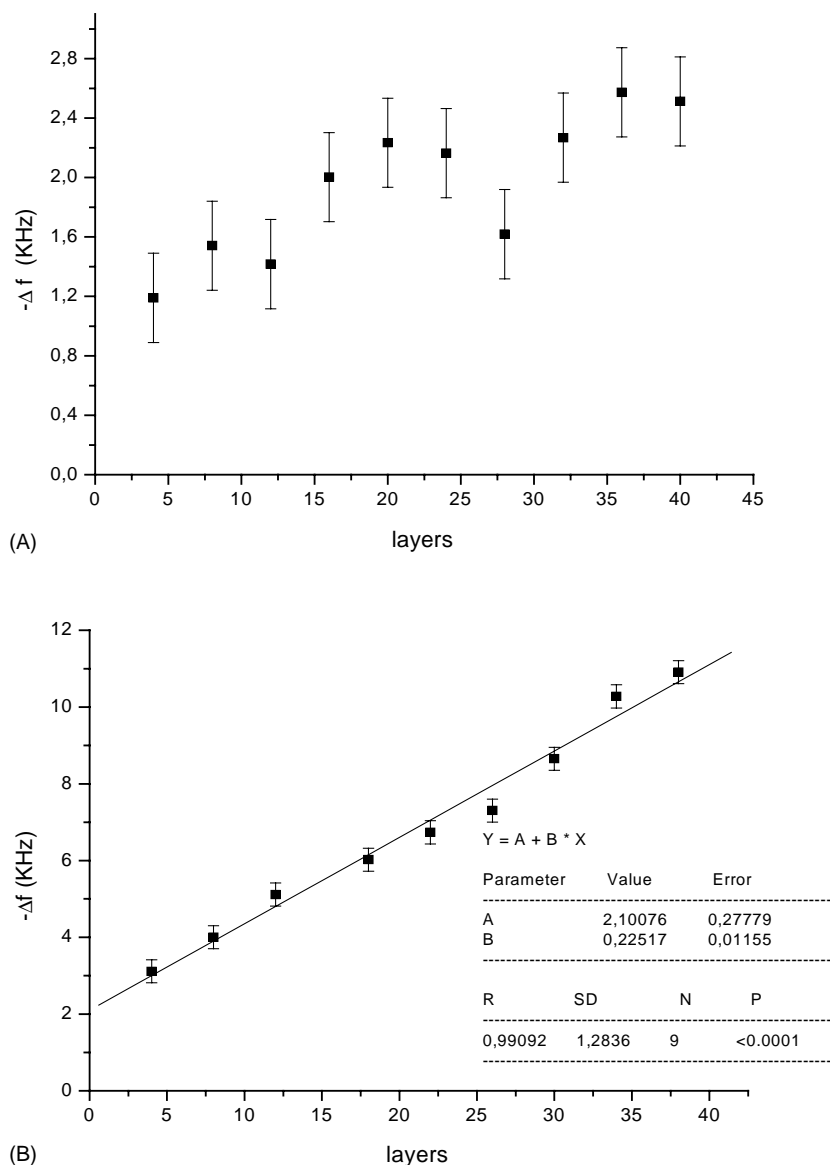 2,8
2,4
2,0
1,6
1,2
0,8
0,4
0,0
-Δ f (KHz)
0 5 10 15 20 25 30 35 40 45
layers
(A)
12
10
8
6
4
2
0
-Δf (KHz)
Y = A + B * X
Parameter Value Error
A 2,10076 0,27779
B 0,22517 0,01155
R SD N P
0,99092 1,2836 9 <0.0001
0 5 10 15 20 25 30 35 40
layers
(B)